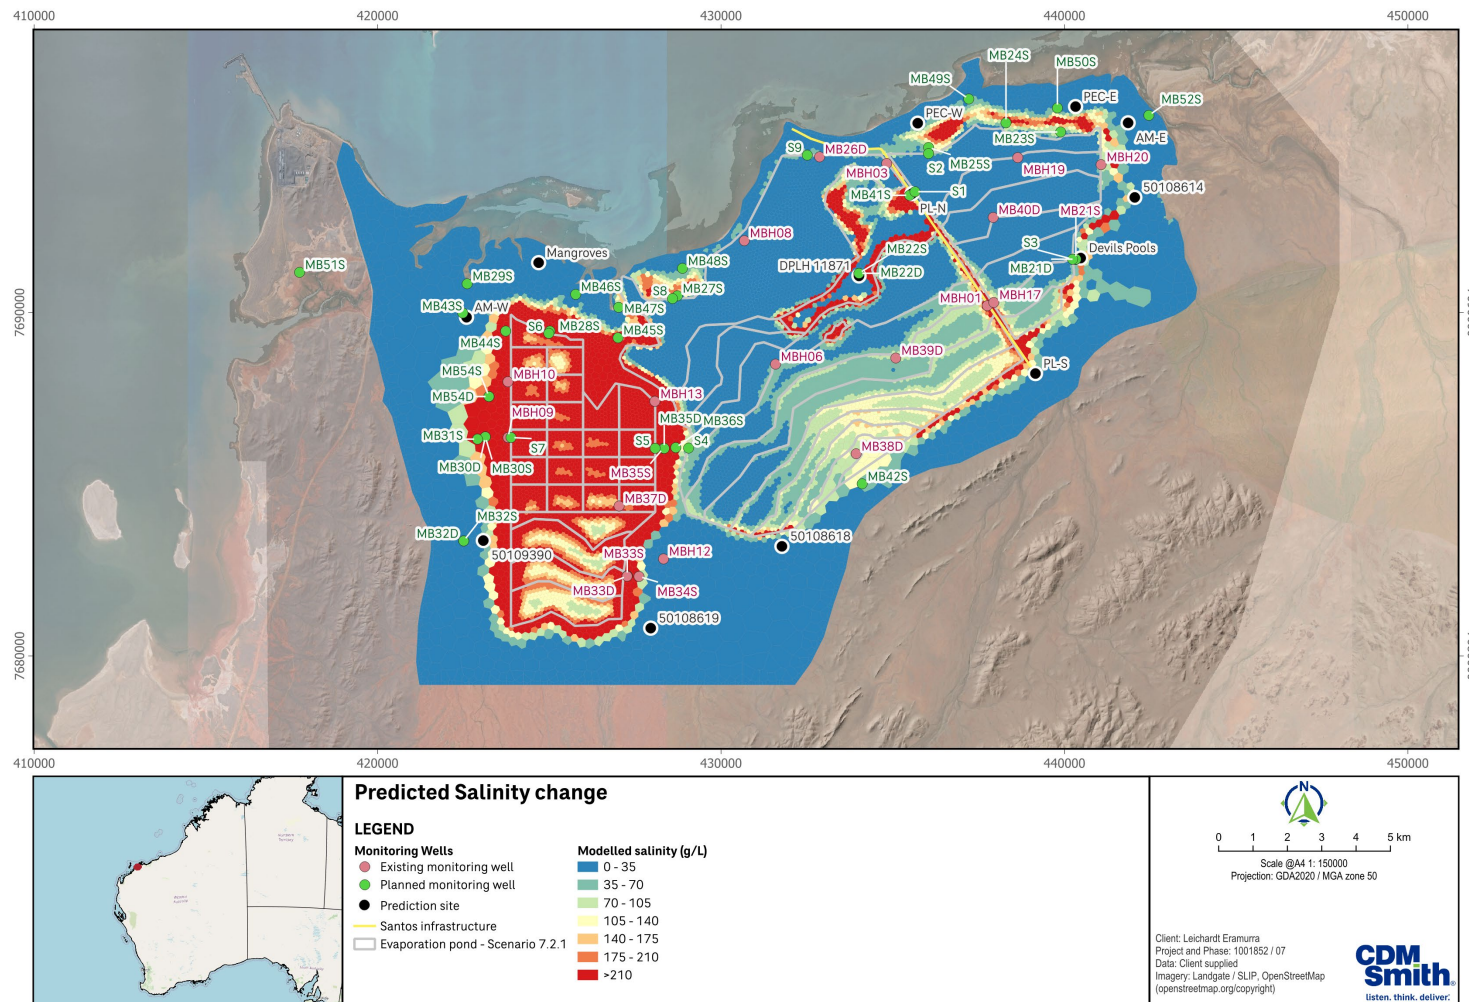 410000
420000
430000
440000
450000
MB24S
MB50S
MB49S
PEC-E
MB52S
PEC-W
MB23S
AM-E
S9
MB26D
MB25S
S2
MBH20
MBH03
MBH19
MB41S
S1
50108614
PL-N
MB40D
MB21S
MBH08
S3
Devils Pools
MB22S
Mangroves
DPLH 11871
MB22D
MB21D
MB51S
MB48S
MB29S
MB46S
S8
MB27S
MBH01
MBH17
7690000
MB43S
AM-W
MB47S
S6
MB28S
MB45S
MB44S
MB39D
MBH06
PL-S
MB54S
MBH10
MB54D
MBH13
MBH09
MB35D
MB36S
MB31S
S7
S5
S4
MB30D
MB30S
MB35S
MB38D
MB42S
MB37D
MB32S
MB32D
50108618
50109390
MB33S
MBH12
MB33D
MB34S
50108619
7680000
410000
420000
430000
440000
450000
Predicted Salinity change
LEGEND
Monitoring Wells
Existing monitoring well
Planned monitoring well
Prediction site
Santos infrastructure
Evaporation pond - Scenario 7.2.1
Modelled salinity (g/L)
0 - 35
35 - 70
70 - 105
105 - 140
140 - 175
175 - 210
>210
N
0 1 2 3 4 5 km
Scale @A4 1: 150000
Projection: GDA2020 / MGA zone 50
Client: Leichardt Eramurra
Project and Phase: 1001852 / 07
Data: Client supplied
Imagery: Landgate / SLIP, OpenStreetMap
(openstreetmap.org/copyright)
CDM
Smith
listen. think. deliver.